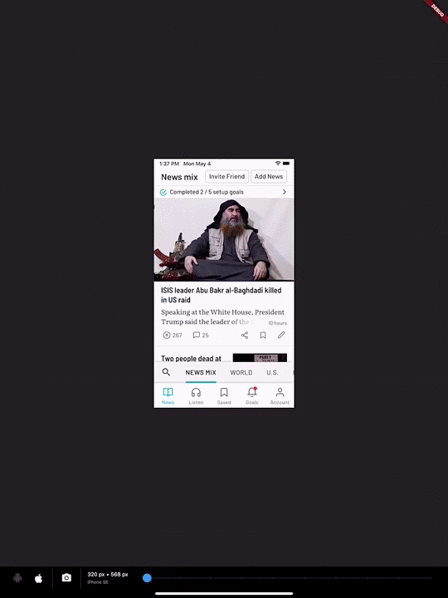 DEBUG
1:37 PM Mon May 4
News mix
Invite Friend
Add News
Completed 2 / 5 setup goals
ISIS leader Abu Bakr al-Baghdadi killed
in US raid
Speaking at the White House, President
Trump said the leader of the
10 hours
267
25
Two people dead at
NEWS MIX
WORLD
U.S.
News
Listen
Saved
Goals
Account
320 px • 568 px
iPhone SE